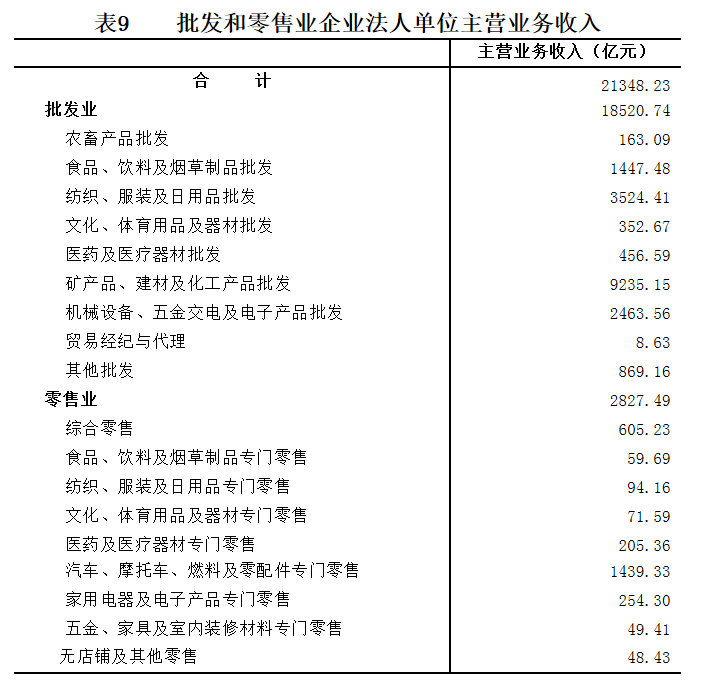 表9 批发和零售业企业法人单位主营业务收入
主营业务收入（亿元）
合 计 21348.23
批发业 18520.74
农畜产品批发 163.09
食品、饮料及烟草制品批发 1447.48
纺织、服装及日用品批发 3524.41
文化、体育用品及器材批发 352.67
医药及医疗器材批发 456.59
矿产品、建材及化工产品批发 9235.15
机械设备、五金交电及电子产品批发 2463.56
贸易经纪与代理 8.63
其他批发 869.16
零售业 2827.49
综合零售 605.23
食品、饮料及烟草制品专门零售 59.69
纺织、服装及日用品专门零售 94.16
文化、体育用品及器材专门零售 71.59
医药及医疗器材专门零售 205.36
汽车、摩托车、燃料及零配件专门零售 1439.33
家用电器及电子产品专门零售 254.30
五金、家具及室内装修材料专门零售 49.41
无店铺及其他零售 48.43